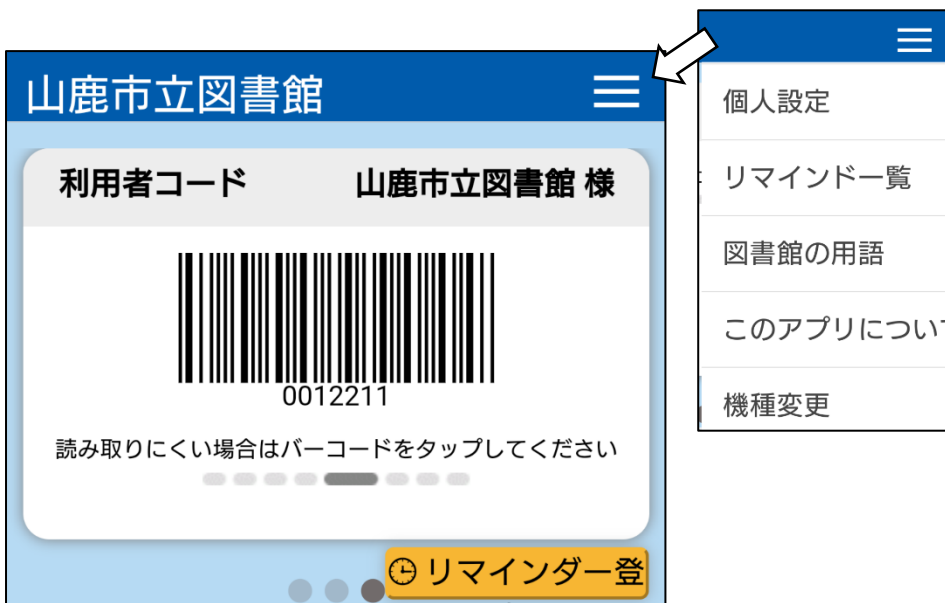 山鹿市立図書館
利用者コード 山鹿市立図書館 様
0012211
読み取りにくい場合はバーコードをタップしてください
リマインダー登
個人設定
リマインド一覧
図書館の用語
このアプリについ
機種変更